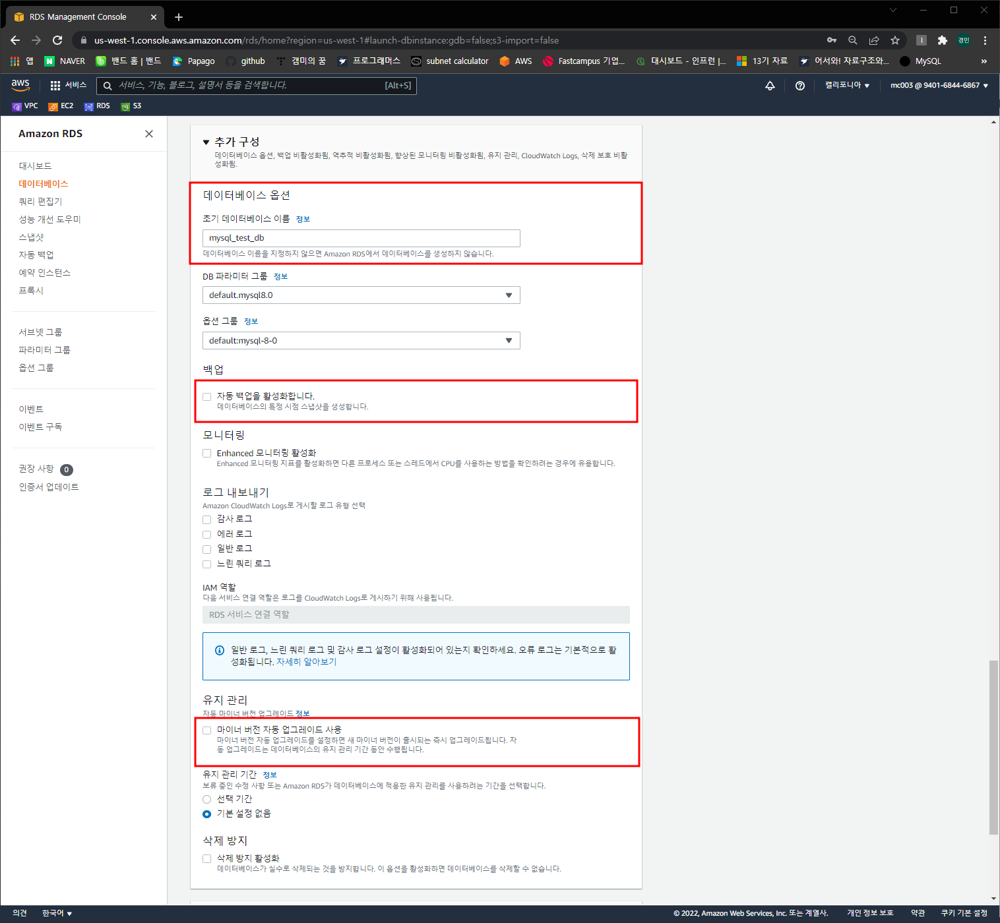 RDS Management Console
us-west-1.console.aws.amazon.com/rds/home?region=us-west-1#launch-dbinstance:gdb=false;s3-import=false
경민
앱 NAVER 밴드 홈 | 밴드 Papago github 캠미의 꿈 프로그래머스 subnet calculator AWS Fastcampus 기업... 대시보드 - 인프런 |... 13기 자료 어서와! 자료구조와... MySQL »
aws 서비스 서비스, 기능, 블로그, 설명서 등을 검색합니다. [Alt+S] 캘리포니아 ▼ mc003 @ 9401-6844-6867 ▼
VPC EC2 RDS S3
Amazon RDS
대시보드
데이터베이스
쿼리 편집기
성능 개선 도우미
스냅샷
자동 백업
예약 인스턴스
프록시
서브넷 그룹
파라미터 그룹
옵션 그룹
이벤트
이벤트 구독
권장 사항 0
인증서 업데이트
▼ 추가 구성
데이터베이스 옵션, 백업 비활성화됨, 역추적 비활성화됨, 향상된 모니터링 비활성화됨, 유지 관리, CloudWatch Logs, 삭제 보호 비활
성화됨.
데이터베이스 옵션
초기 데이터베이스 이름 정보
mysql_test_db
데이터베이스 이름을 지정하지 않으면 Amazon RDS에서 데이터베이스를 생성하지 않습니다.
DB 파라미터 그룹 정보
default.mysql8.0
옵션 그룹 정보
default:mysql-8-0
백업
자동 백업을 활성화합니다.
데이터베이스의 특정 시점 스냅샷을 생성합니다.
모니터링
Enhanced 모니터링 활성화
Enhanced 모니터링 지표를 활성화하면 다른 프로세스 또는 스레드에서 CPU를 사용하는 방법을 확인하려는 경우에 유용합니다.
로그 내보내기
Amazon CloudWatch Logs로 게시할 로그 유형 선택
감사 로그
에러 로그
일반 로그
느린 쿼리 로그
IAM 역할
다음 서비스 연결 역할은 로그를 CloudWatch Logs로 게시하기 위해 사용됩니다.
RDS 서비스 연결 역할
일반 로그, 느린 쿼리 로그 및 감사 로그 설정이 활성화되어 있는지 확인하세요. 오류 로그는 기본적으로 활
성화됩니다. 자세히 알아보기
유지 관리
자동 마이너 버전 업그레이드 정보
마이너 버전 자동 업그레이드 사용
마이너 버전 자동 업그레이드를 설정하면 새 마이너 버전이 출시되는 즉시 업그레이드됩니다. 자
동 업그레이드는 데이터베이스의 유지 관리 기간 동안 수행됩니다.
유지 관리 기간 정보
보류 중인 수정 사항 또는 Amazon RDS가 데이터베이스에 적용한 유지 관리를 사용하려는 기간을 선택합니다.
선택 기간
기본 설정 없음
삭제 방지
삭제 방지 활성화
데이터베이스가 실수로 삭제되는 것을 방지합니다. 이 옵션을 활성화하면 데이터베이스를 삭제할 수 없습니다.
의견 한국어 ▼ © 2022, Amazon Web Services, Inc. 또는 계열사. 개인 정보 보호 약관 쿠키 기본 설정